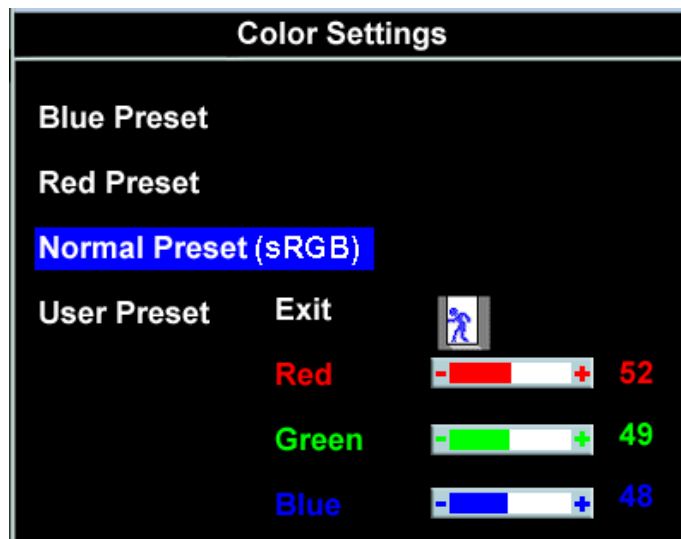 Color Settings
Blue Preset
Red Preset
Normal Preset (sRGB)
User Preset Exit
Red - + 52
Green - + 49
Blue - + 48